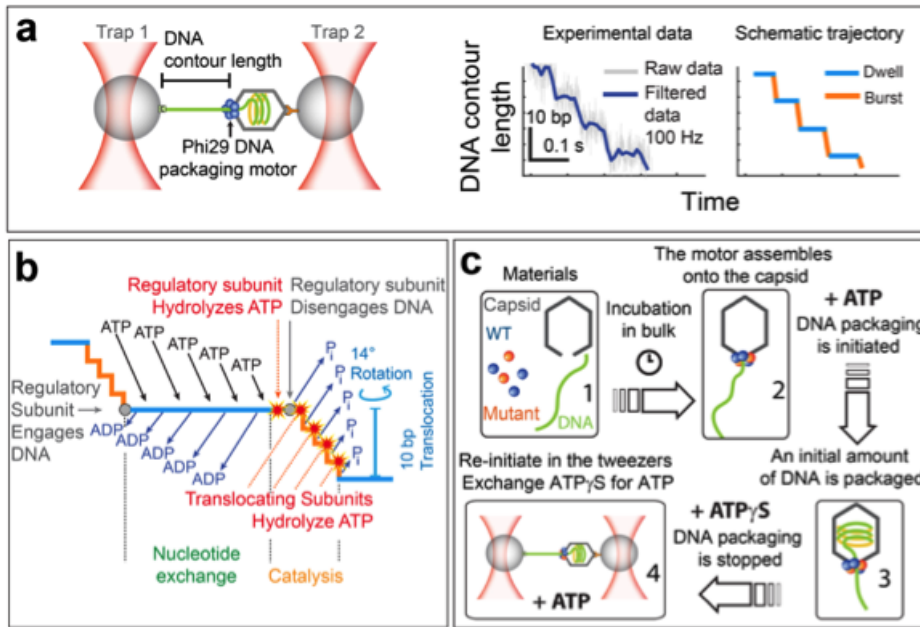 a
Trap 1
DNA
contour length
Trap 2
Phi29 DNA
packaging motor
Experimental data
Raw data
Filtered
data
100 Hz
10 bp
0.1 s
DNA contour
length
Schematic trajectory
Dwell
Burst
Time
b
Regulatory subunit
Hydrolyzes ATP
Regulatory subunit
Disengages DNA
ATP
ATP
ATP
ATP
ATP
Pi
Pi
Pi
Pi
Pi
14°
Rotation
10 bp
Translocation
Regulatory
Subunit
Engages
DNA
ADP
ADP
ADP
ADP
ADP
Translocating Subunits
Hydrolyze ATP
Nucleotide
exchange
Catalysis
c
Materials
Capsid
WT
Mutant
DNA
1
Incubation
in bulk
The motor assembles
onto the capsid
2
+ ATP
DNA packaging
is initiated
An initial amount
of DNA is packaged
3
+ ATPγS
DNA packaging
is stopped
Re-initiate in the tweezers
Exchange ATPγS for ATP
4
+ ATP